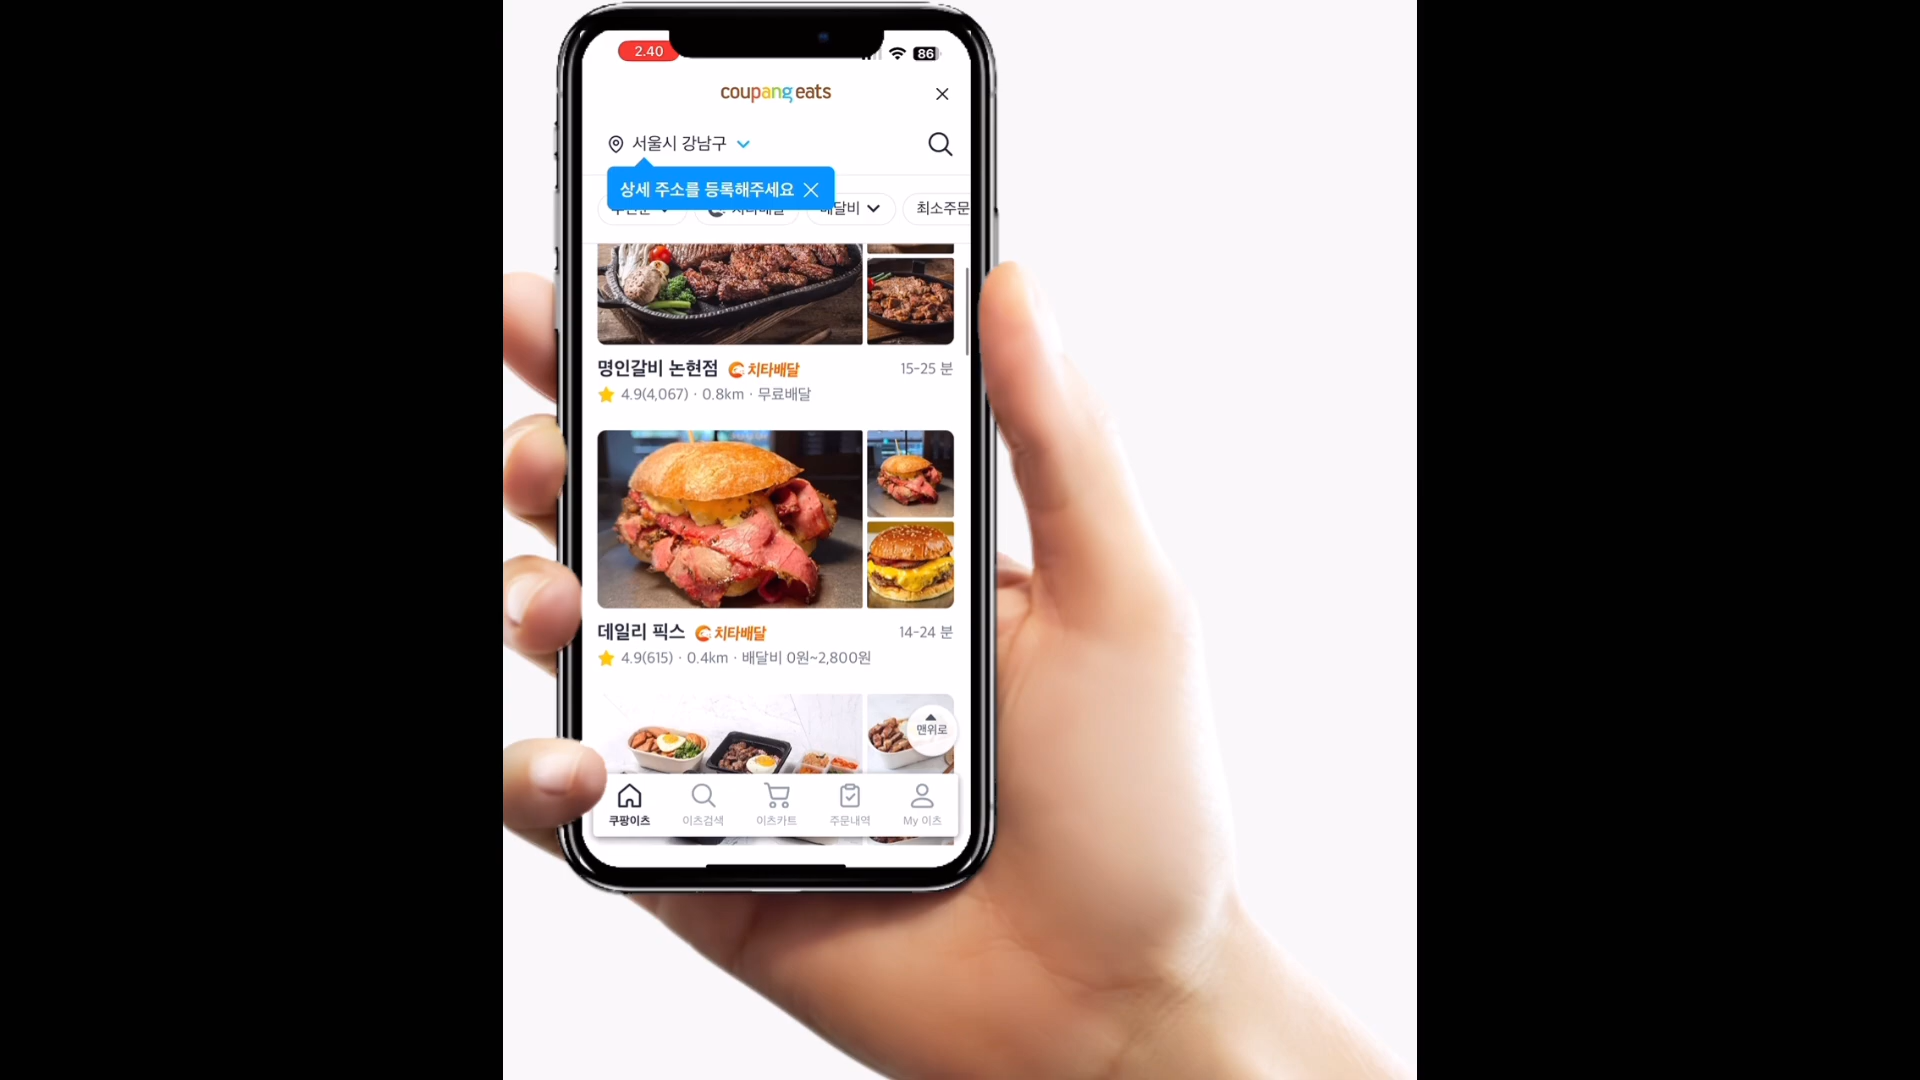 2.40
86
coupang eats
서울시 강남구
상세 주소를 등록해주세요
치타배달
배달비
최소주문
명인갈비 논현점 치타배달 15-25 분
4.9(4,067) · 0.8km · 무료배달
데일리 픽스 치타배달 14-24 분
4.9(615) · 0.4km · 배달비 0원~2,800원
맨위로
쿠팡이츠
이츠검색
이츠카트
주문내역
My 이츠